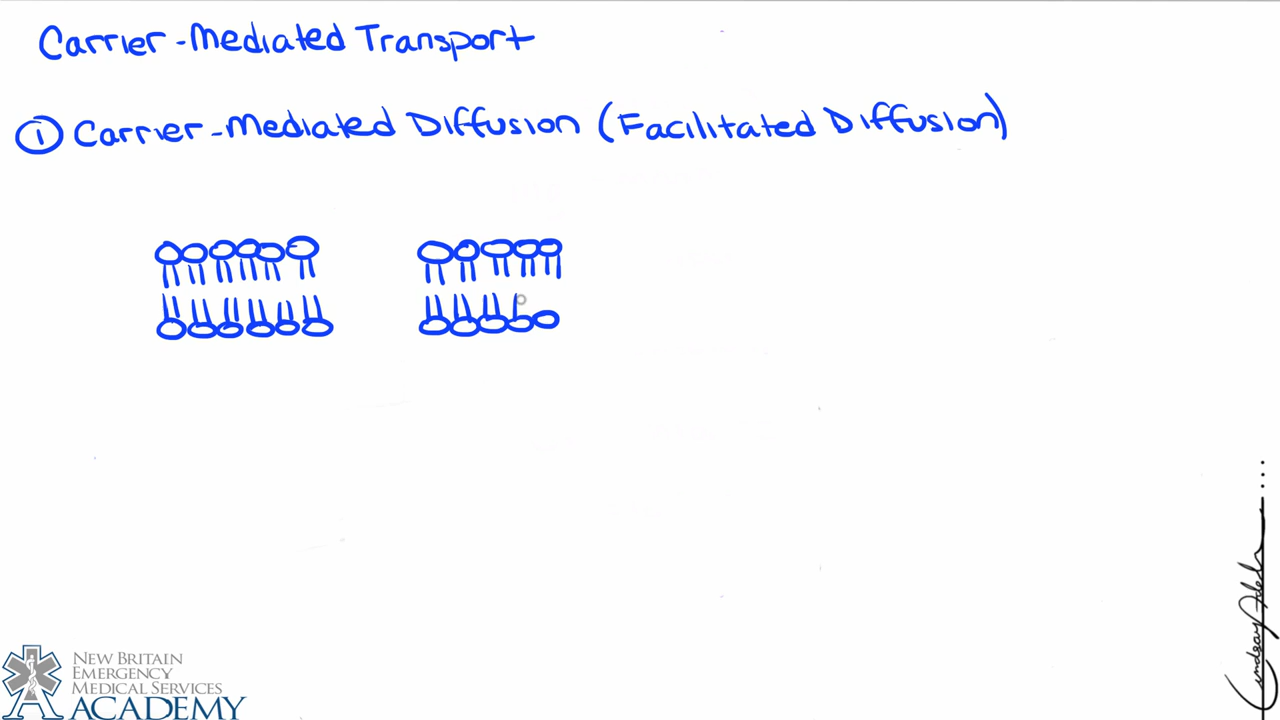 Carrier-Mediated Transport
① Carrier-Mediated Diffusion (Facilitated Diffusion)
NEW BRITAIN
EMERGENCY
MEDICAL SERVICES
ACADEMY